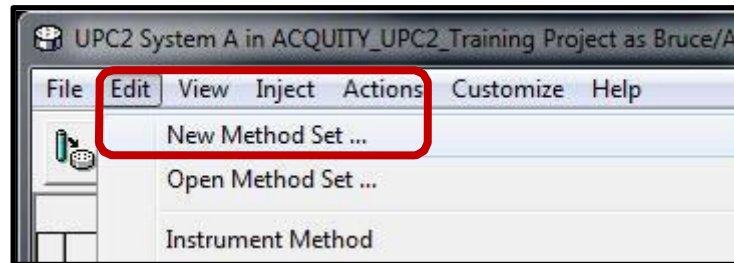 UPC2 System A in ACQUITY_UPC2_Training Project as Bruce/A
File Edit View Inject Actions Customize Help
New Method Set ...
Open Method Set ...
Instrument Method